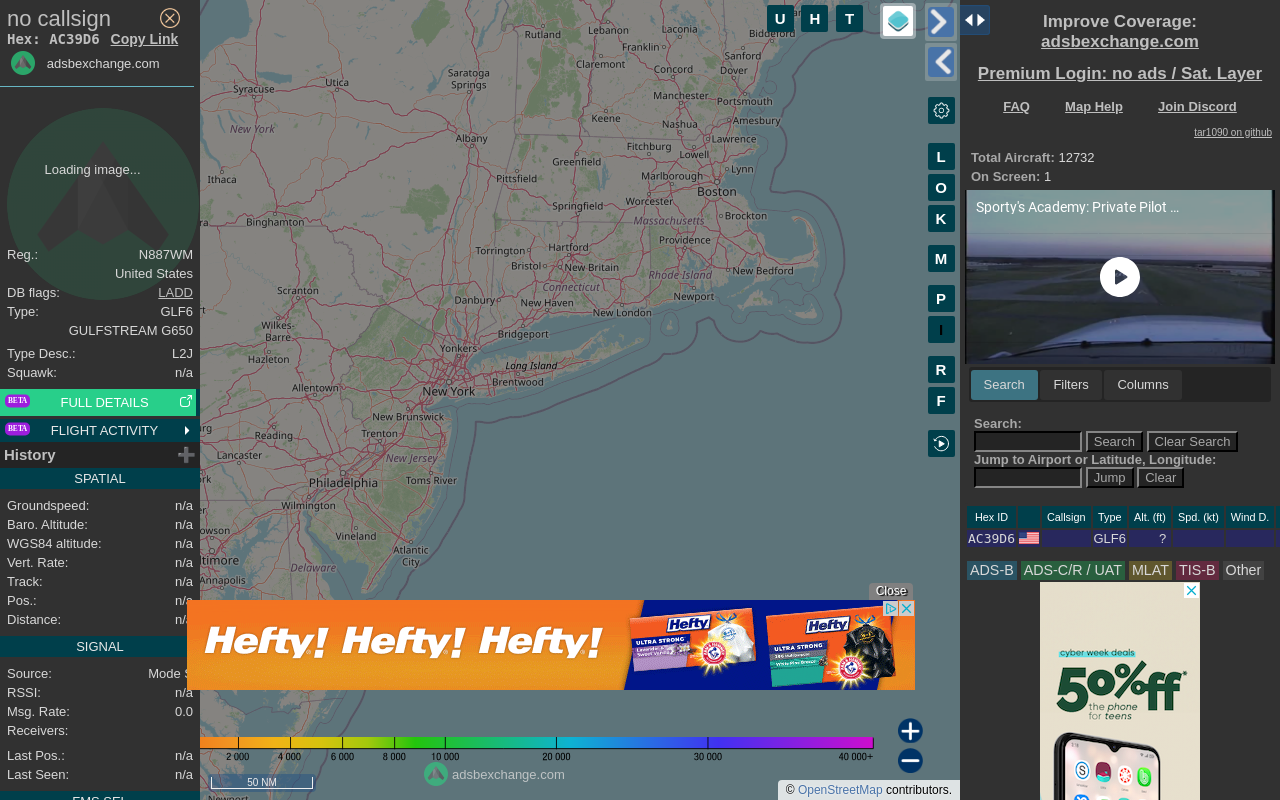 no callsign
Hex: AC39D6 Copy Link
adsbexchange.com
Loading image...
Reg.: N887WM
United States
DB flags: LADD
Type: GLF6
GULFSTREAM G650
Type Desc.: L2J
Squawk: n/a
BETA FULL DETAILS
BETA FLIGHT ACTIVITY
History
SPATIAL
Groundspeed: n/a
Baro. Altitude: n/a
WGS84 altitude: n/a
Vert. Rate: n/a
Track: n/a
Pos.: n/a
Distance: n/a
SIGNAL
Source: Mode S
RSSI: n/a
Msg. Rate: 0.0
Receivers:
Last Pos.: n/a
Last Seen: n/a
FMS SEL
U H T
L
O
K
M
P
I
R
F
Rutland
Lebanon
Laconia
Biddeford
Franklin
Sanford
Claremont
Concord
Dover
Saratoga
Springs
Utica
Syracuse
Manchester
Portsmouth
Keene
Amesbury
New York
Nashua
Albany
Lawrence
Fitchburg
Lowell
Greenfield
Lynn
Ithaca
Pittsfield
Marlborough
Boston
Worcester
Springfield
Massachusetts
Brockton
Binghamton
Providence
Hartford
Torrington
Bristol
New Britain
New Bedford
Rhode Island
Connecticut
Scranton
Newport
Danbury
New Haven
New London
Wilkes-
Barre
Bridgeport
Yonkers
Hazleton
Long Island
Brentwood
Allentown
New York
New Brunswick
Reading
Trenton
Lancaster
New Jersey
Toms River
Philadelphia
Wilmington
Vineland
Atlantic
City
Annapolis
Delaware
Close
Hefty! Hefty! Hefty!
Hefty
ULTRA STRONG
Hefty
ULTRA STRONG
2 000 4 000 6 000 8 000 10 000 20 000 30 000 40 000+
adsbexchange.com
50 NM
© OpenStreetMap contributors.
Improve Coverage:
adsbexchange.com
Premium Login: no ads / Sat. Layer
FAQ Map Help Join Discord
tar1090 on github
Total Aircraft: 12732
On Screen: 1
Sporty's Academy: Private Pilot ...
Search Filters Columns
Search:
Search Clear Search
Jump to Airport or Latitude, Longitude:
Jump Clear
Hex ID Callsign Type Alt. (ft) Spd. (kt) Wind D.
AC39D6 GLF6 ?
ADS-B ADS-C/R / UAT MLAT TIS-B Other
cyber week deals
50% off*
the phone
for teens